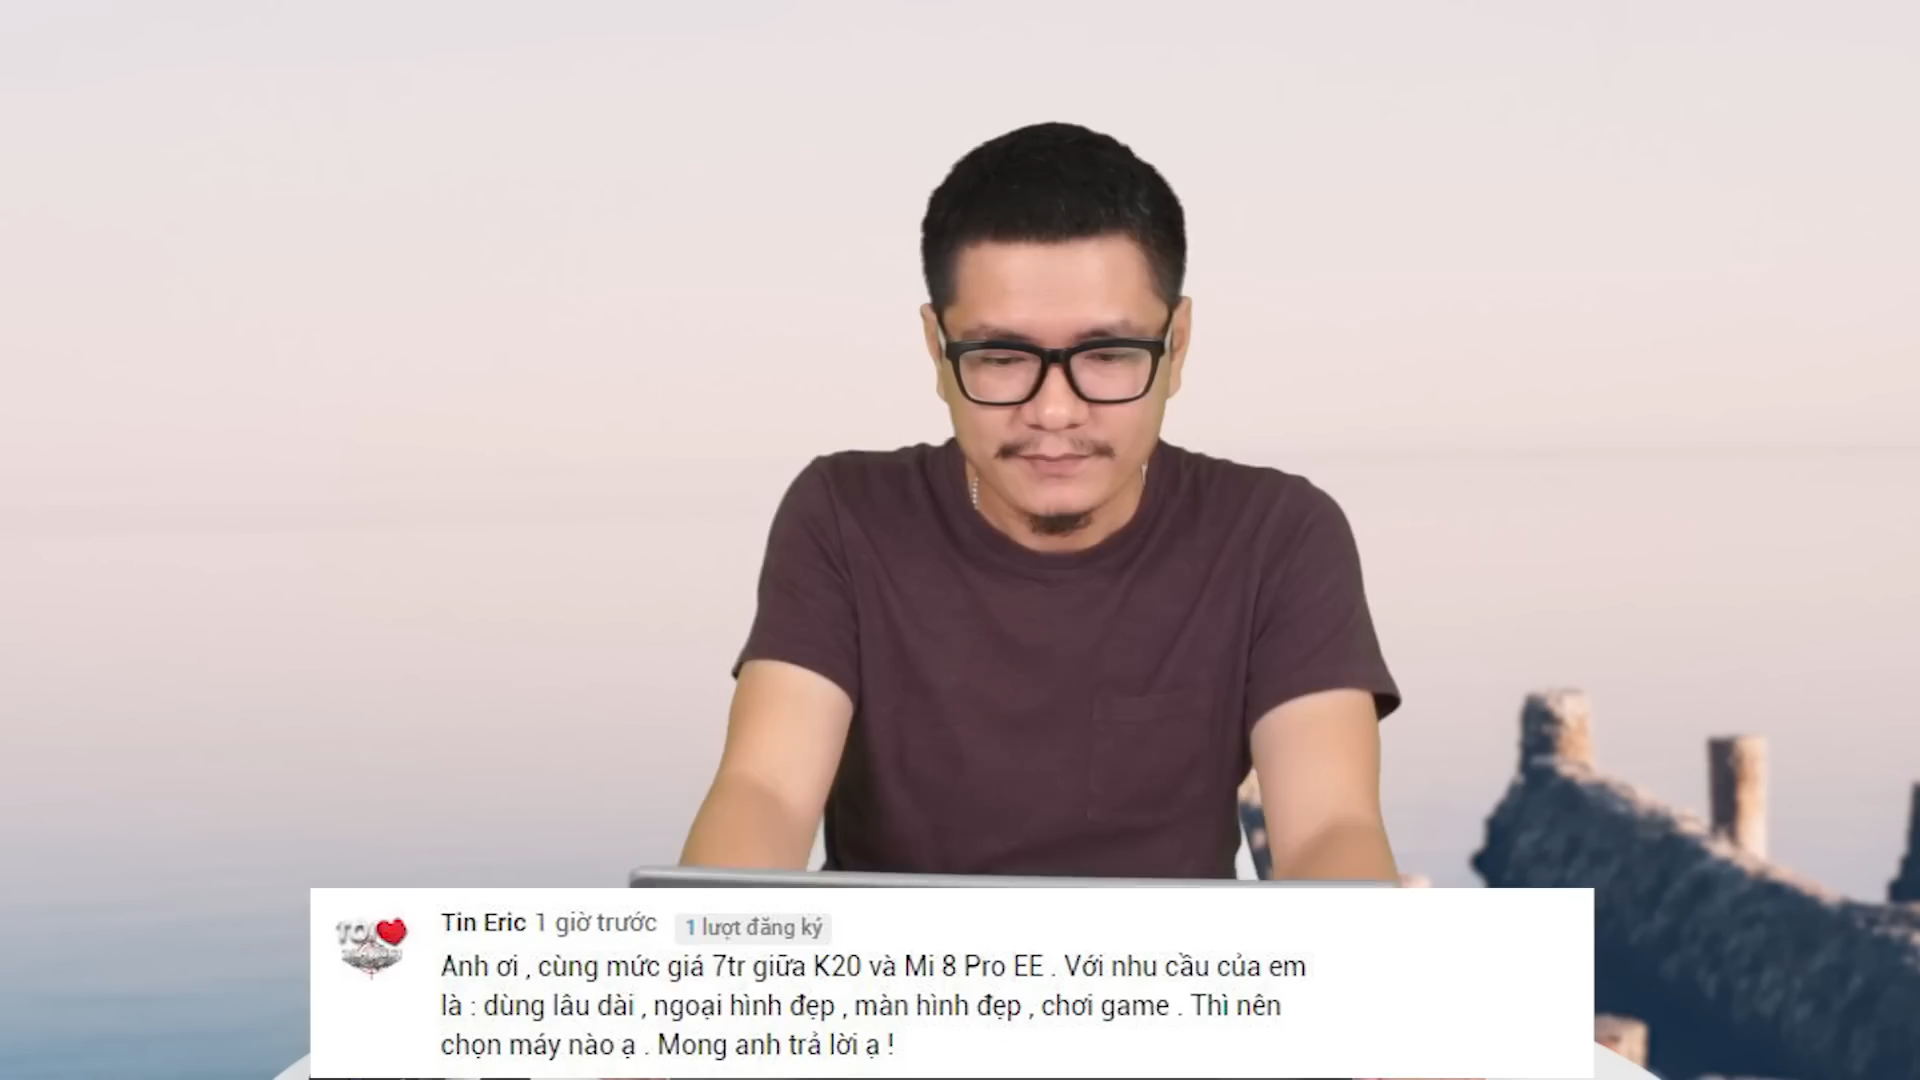 Tin Eric 1 giờ trước 1 lượt đăng ký
Anh ơi , cùng mức giá 7tr giữa K20 và Mi 8 Pro EE . Với nhu cầu của em
là : dùng lâu dài , ngoại hình đẹp , màn hình đẹp , chơi game . Thì nên
chọn máy nào ạ . Mong anh trả lời ạ !